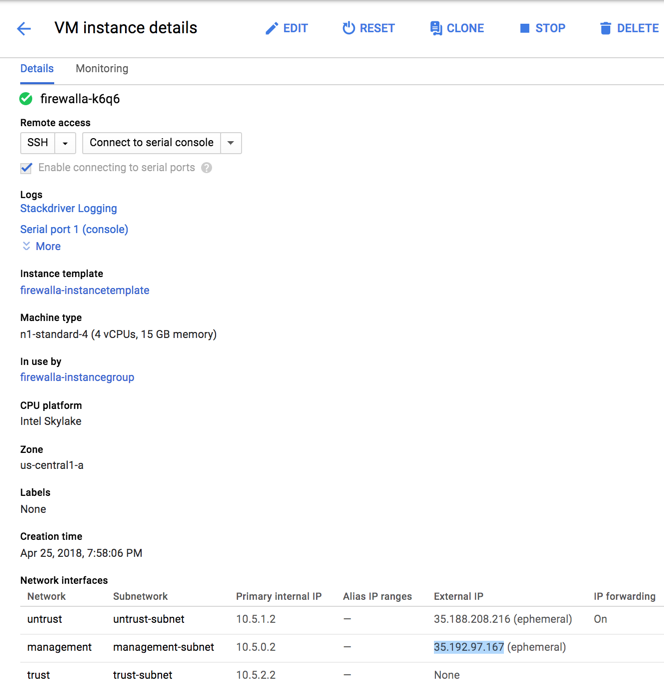 VM instance details EDIT RESET CLONE STOP DELETE
Details Monitoring
firewalla-k6q6
Remote access
SSH Connect to serial console
Enable connecting to serial ports ?
Logs
Stackdriver Logging
Serial port 1 (console)
More
Instance template
firewalla-instancetemplate
Machine type
n1-standard-4 (4 vCPUs, 15 GB memory)
In use by
firewalla-instancegroup
CPU platform
Intel Skylake
Zone
us-central1-a
Labels
None
Creation time
Apr 25, 2018, 7:58:06 PM
Network interfaces
Network Subnetwork Primary internal IP Alias IP ranges External IP IP forwarding
untrust untrust-subnet 10.5.1.2 — 35.188.208.216 (ephemeral) On
management management-subnet 10.5.0.2 — 35.192.97.167 (ephemeral)
trust trust-subnet 10.5.2.2 — None